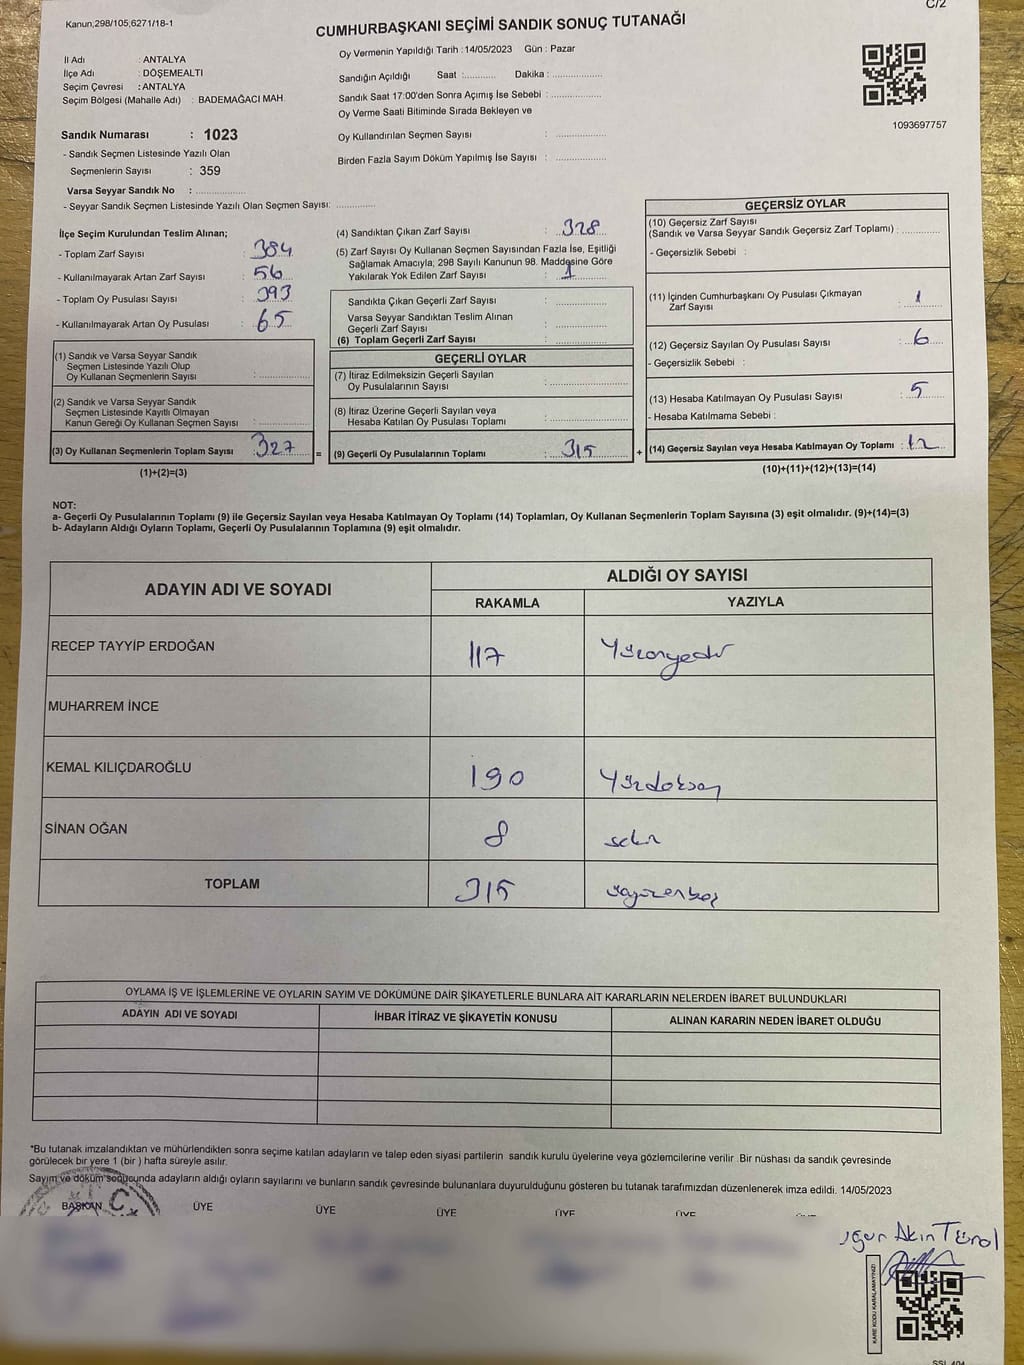 Kanun,298/105,6271/18-1
C/2
CUMHURBAŞKANI SEÇİMİ SANDIK SONUÇ TUTANAĞI
İl Adı : ANTALYA
İlçe Adı : DÖŞEMEALTI
Seçim Çevresi : ANTALYA
Seçim Bölgesi (Mahalle Adı) : BADEMAĞACI MAH.
Sandık Numarası : 1023
- Sandık Seçmen Listesinde Yazılı Olan
Seçmenlerin Sayısı : 359
Varsa Seyyar Sandık No : ..............
- Seyyar Sandık Seçmen Listesinde Yazılı Olan Seçmen Sayısı: ..............
Oy Vermenin Yapıldığı Tarih :14/05/2023 Gün : Pazar
Sandığın Açıldığı Saat :........... Dakika : ..............
Sandık Saat 17:00'den Sonra Açımış İse Sebebi : ..............
Oy Verme Saati Bitiminde Sırada Bekleyen ve
Oy Kullandırılan Seçmen Sayısı : ..............
Birden Fazla Sayım Döküm Yapılmış İse Sayısı : ..............
1093697757
İlçe Seçim Kurulundan Teslim Alınan;
- Toplam Zarf Sayısı : 384
- Kullanılmayarak Artan Zarf Sayısı : 56
- Toplam Oy Pusulası Sayısı : 393
- Kullanılmayarak Artan Oy Pusulası : 65
(1) Sandık ve Varsa Seyyar Sandık
Seçmen Listesinde Yazılı Olup
Oy Kullanan Seçmenlerin Sayısı : ..............
(2) Sandık ve Varsa Seyyar Sandık
Seçmen Listesinde Kayıtlı Olmayan
Kanun Gereği Oy Kullanan Seçmen Sayısı : ..............
(3) Oy Kullanan Seçmenlerin Toplam Sayısı : 327 =
(1)+(2)=(3)
(4) Sandıktan Çıkan Zarf Sayısı : 328
(5) Zarf Sayısı Oy Kullanan Seçmen Sayısından Fazla İse, Eşitliği
Sağlamak Amacıyla; 298 Sayılı Kanunun 98. Maddesine Göre
Yakılarak Yok Edilen Zarf Sayısı : 1
Sandıkta Çıkan Geçerli Zarf Sayısı : ..............
Varsa Seyyar Sandıktan Teslim Alınan
Geçerli Zarf Sayısı : ..............
(6) Toplam Geçerli Zarf Sayısı : ..............
GEÇERLİ OYLAR
(7) İtiraz Edilmeksizin Geçerli Sayılan
Oy Pusulalarının Sayısı : ..............
(8) İtiraz Üzerine Geçerli Sayılan veya
Hesaba Katılan Oy Pusulası Toplamı : ..............
(9) Geçerli Oy Pusulalarının Toplamı : 315 +
GEÇERSİZ OYLAR
(10) Geçersiz Zarf Sayısı
(Sandık ve Varsa Seyyar Sandık Geçersiz Zarf Toplamı) : ..............
- Geçersizlik Sebebi :
(11) İçinden Cumhurbaşkanı Oy Pusulası Çıkmayan
Zarf Sayısı : 1
(12) Geçersiz Sayılan Oy Pusulası Sayısı : 6
- Geçersizlik Sebebi :
(13) Hesaba Katılmayan Oy Pusulası Sayısı : 5
- Hesaba Katılmama Sebebi :
(14) Geçersiz Sayılan veya Hesaba Katılmayan Oy Toplamı : 12
(10)+(11)+(12)+(13)=(14)
NOT:
a- Geçerli Oy Pusulalarının Toplamı (9) ile Geçersiz Sayılan veya Hesaba Katılmayan Oy Toplamı (14) Toplamları, Oy Kullanan Seçmenlerin Toplam Sayısına (3) eşit olmalıdır. (9)+(14)=(3)
b- Adayların Aldığı Oyların Toplamı, Geçerli Oy Pusulalarının Toplamına (9) eşit olmalıdır.
ADAYIN ADI VE SOYADI
ALDIĞI OY SAYISI
RAKAMLA YAZIYLA
RECEP TAYYİP ERDOĞAN 117 Yüzonyedi
MUHARREM İNCE
KEMAL KILIÇDAROĞLU 190 Yüzdoksan
SİNAN OĞAN 8 sekiz
TOPLAM 315 üçyüzonbeş
OYLAMA İŞ VE İŞLEMLERİNE VE OYLARIN SAYIM VE DÖKÜMÜNE DAİR ŞİKAYETLERLE BUNLARA AİT KARARLARIN NELERDEN İBARET BULUNDUKLARI
ADAYIN ADI VE SOYADI İHBAR İTİRAZ VE ŞİKAYETİN KONUSU ALINAN KARARIN NEDEN İBARET OLDUĞU
*Bu tutanak imzalandıktan ve mühürlendikten sonra seçime katılan adayların ve talep eden siyasi partilerin sandık kurulu üyelerine veya gözlemcilerine verilir .Bir nüshası da sandık çevresinde
görülecek bir yere 1 (bir ) hafta süreyle asılır.
Sayım ve döküm sonucunda adayların aldığı oyların sayılarını ve bunların sandık çevresinde bulunanlara duyurulduğunu gösteren bu tutanak tarafımızdan düzenlenerek imza edildi. 14/05/2023
BAŞKAN ÜYE ÜYE ÜYE ÜYE ÜYE
Akın
KARE KODU KARALAMAYINIZ!